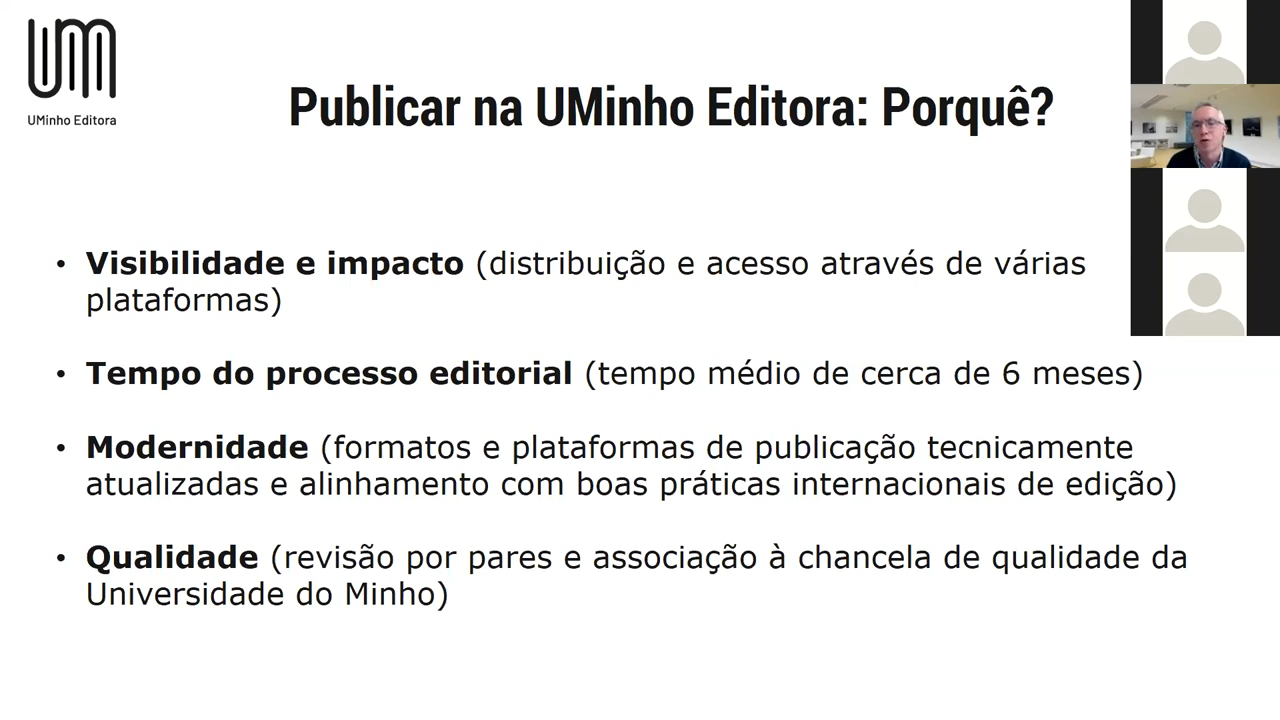 UMinho Editora
Publicar na UMinho Editora: Porquê?
• Visibilidade e impacto (distribuição e acesso através de várias
plataformas)
• Tempo do processo editorial (tempo médio de cerca de 6 meses)
• Modernidade (formatos e plataformas de publicação tecnicamente
atualizadas e alinhamento com boas práticas internacionais de edição)
• Qualidade (revisão por pares e associação à chancela de qualidade da
Universidade do Minho)